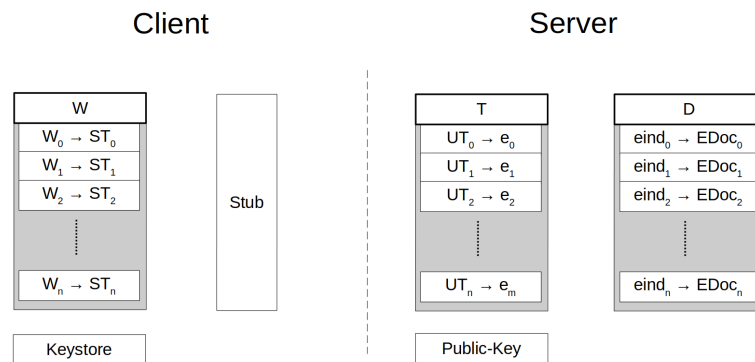 Client
Server
W
W₀ → ST₀
W₁ → ST₁
W₂ → ST₂
Wₙ → STₙ
Keystore
Stub
T
UT₀ → e₀
UT₁ → e₁
UT₂ → e₂
UTₙ → eₘ
Public-Key
D
eind₀ → EDoc₀
eind₁ → EDoc₁
eind₂ → EDoc₂
eindₙ → EDocₙ